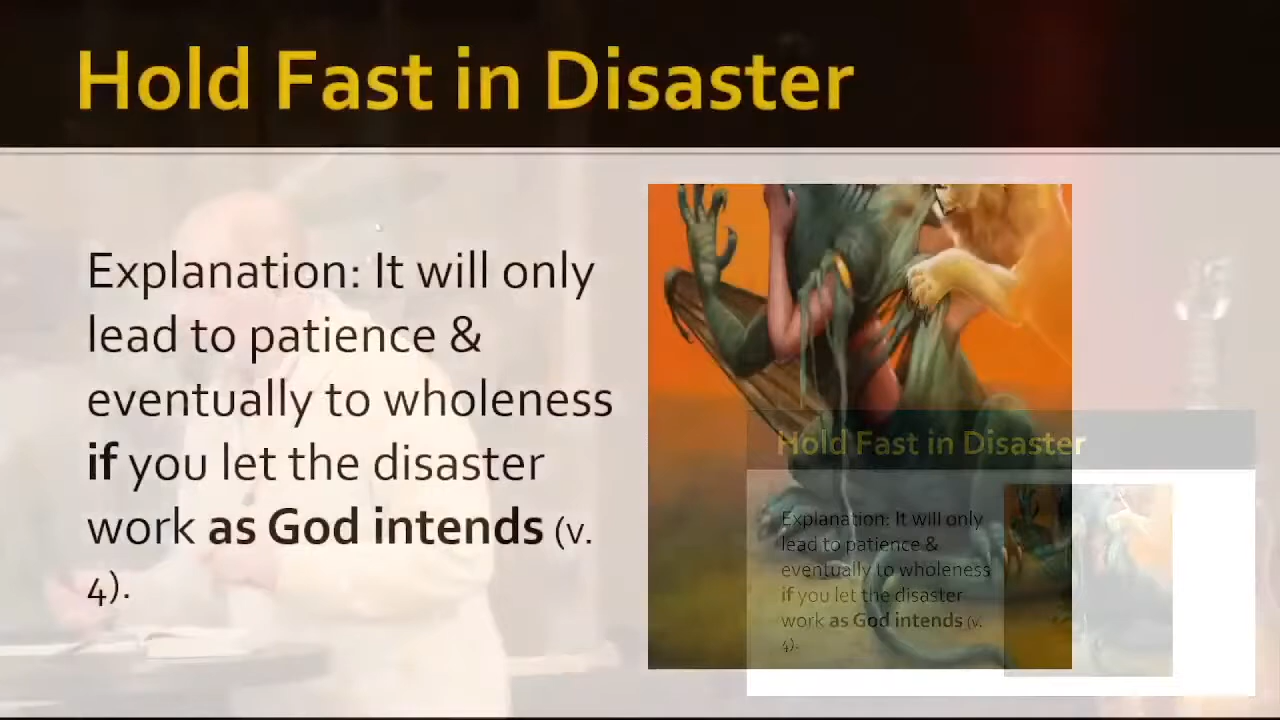 Hold Fast in Disaster
Explanation: It will only
lead to patience &
eventually to wholeness
if you let the disaster
work as God intends (v.
4).
Hold Fast in Disaster
Explanation: It will only
lead to patience &
eventually to wholeness
if you let the disaster
work as God intends (v.
4).